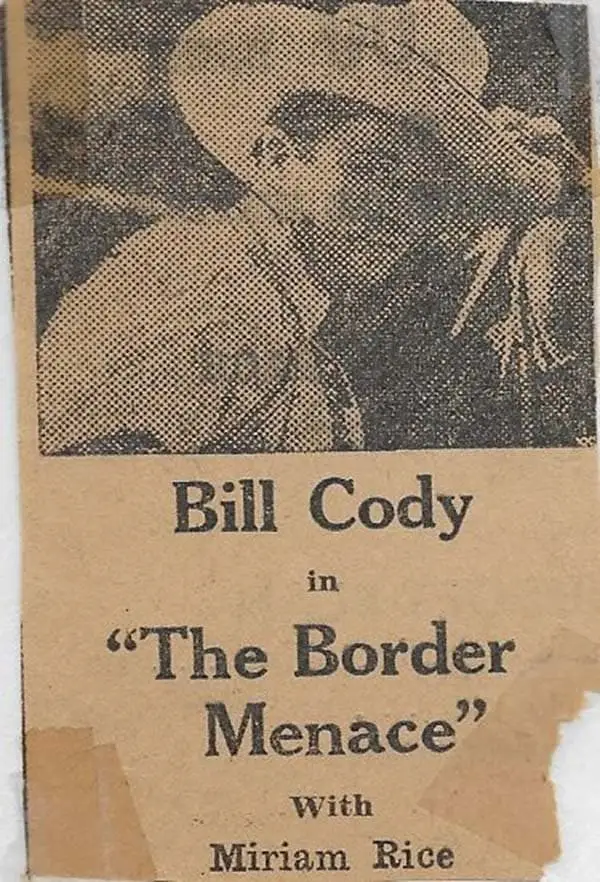 Bill Cody
in
“The Border
Menace”
With
Miriam Rice